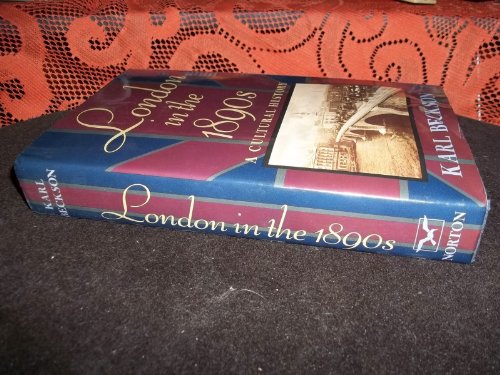 London
in the
1890s
A CULTURAL HISTORY
KARL BECKSON
KARL
BECKSON
London in the 1890s
NORTON